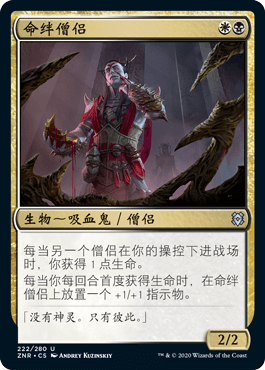 命绊僧侣
生物~吸血鬼 / 僧侣
每当另一个僧侣在你的操控下进战场
时，你获得 1 点生命。
每当你每回合首度获得生命时，在命绊
僧侣上放置一个 +1/+1 指示物。
「没有神灵。只有彼此。」
2/2
222/280 U
ZNR • CS Andrey Kuzinskiy
™ & © 2020 Wizards of the Coast